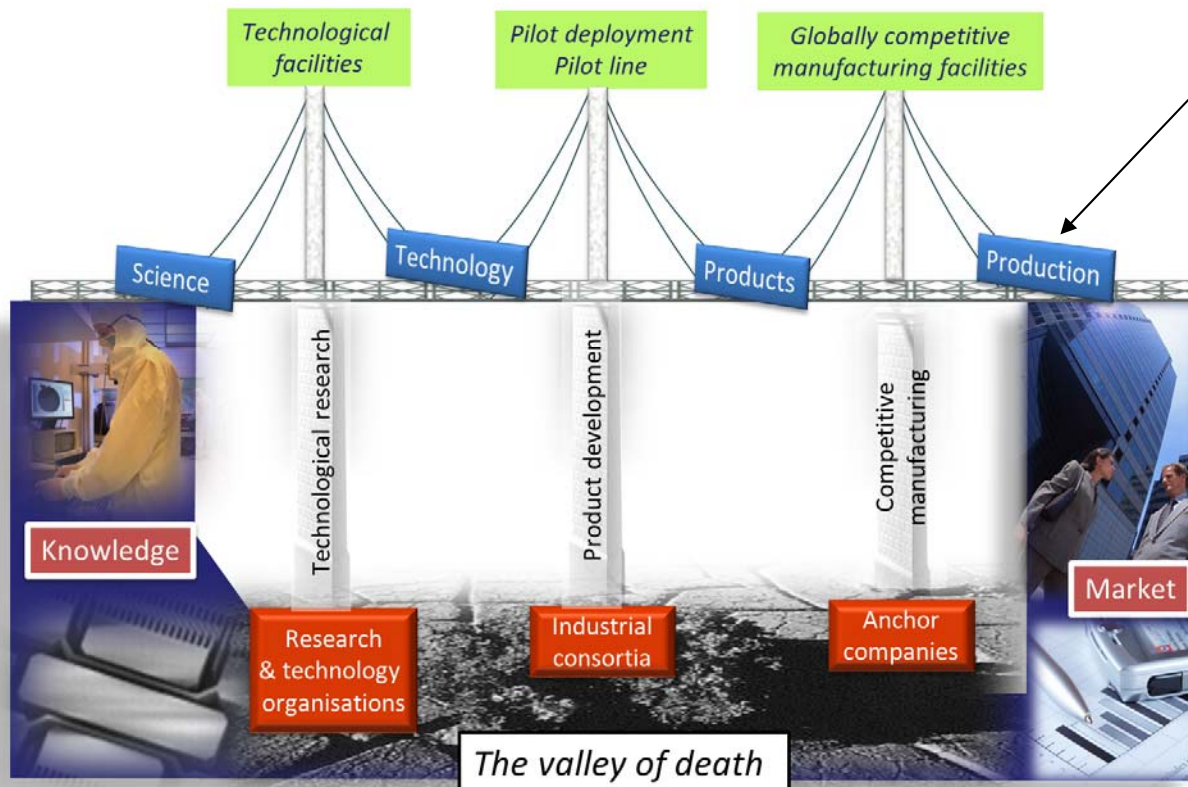 Technological
facilities
Pilot deployment
Pilot line
Globally competitive
manufacturing facilities
Science
Technology
Products
Production
Technological research
Product development
Competitive
manufacturing
Knowledge
Market
Research
& technology
organisations
Industrial
consortia
Anchor
companies
The valley of death